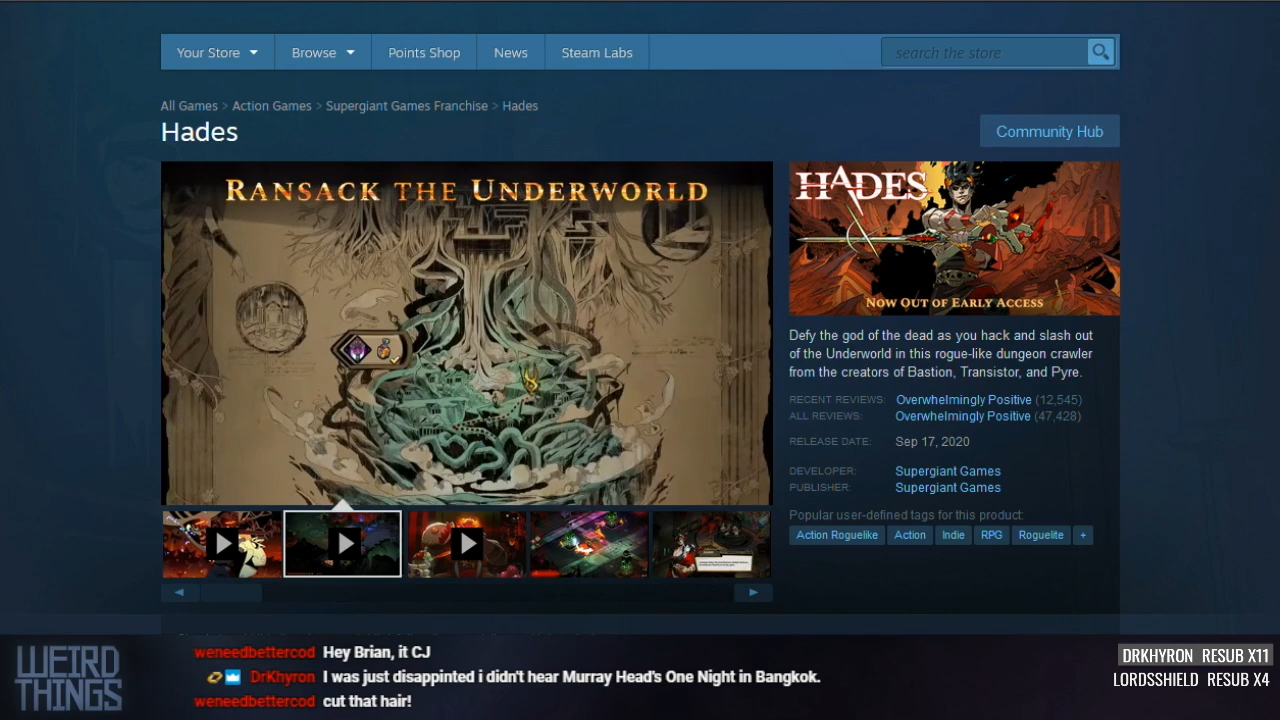 Your Store Browse Points Shop News Steam Labs search the store
All Games > Action Games > Supergiant Games Franchise > Hades
Hades
Community Hub
RANSACK THE UNDERWORLD
HADES
NOW OUT OF EARLY ACCESS
Defy the god of the dead as you hack and slash out
of the Underworld in this rogue-like dungeon crawler
from the creators of Bastion, Transistor, and Pyre.
RECENT REVIEWS: Overwhelmingly Positive (12,545)
ALL REVIEWS: Overwhelmingly Positive (47,428)
RELEASE DATE: Sep 17, 2020
DEVELOPER: Supergiant Games
PUBLISHER: Supergiant Games
Popular user-defined tags for this product:
Action Roguelike Action Indie RPG Roguelite +
WEIRD
THINGS
weneedbettercod Hey Brian, it CJ
DrKhyron I was just disappinted i didn't hear Murray Head's One Night in Bangkok.
weneedbettercod cut that hair!
DRKHYRON RESUB X11
LORDSSHIELD RESUB X4